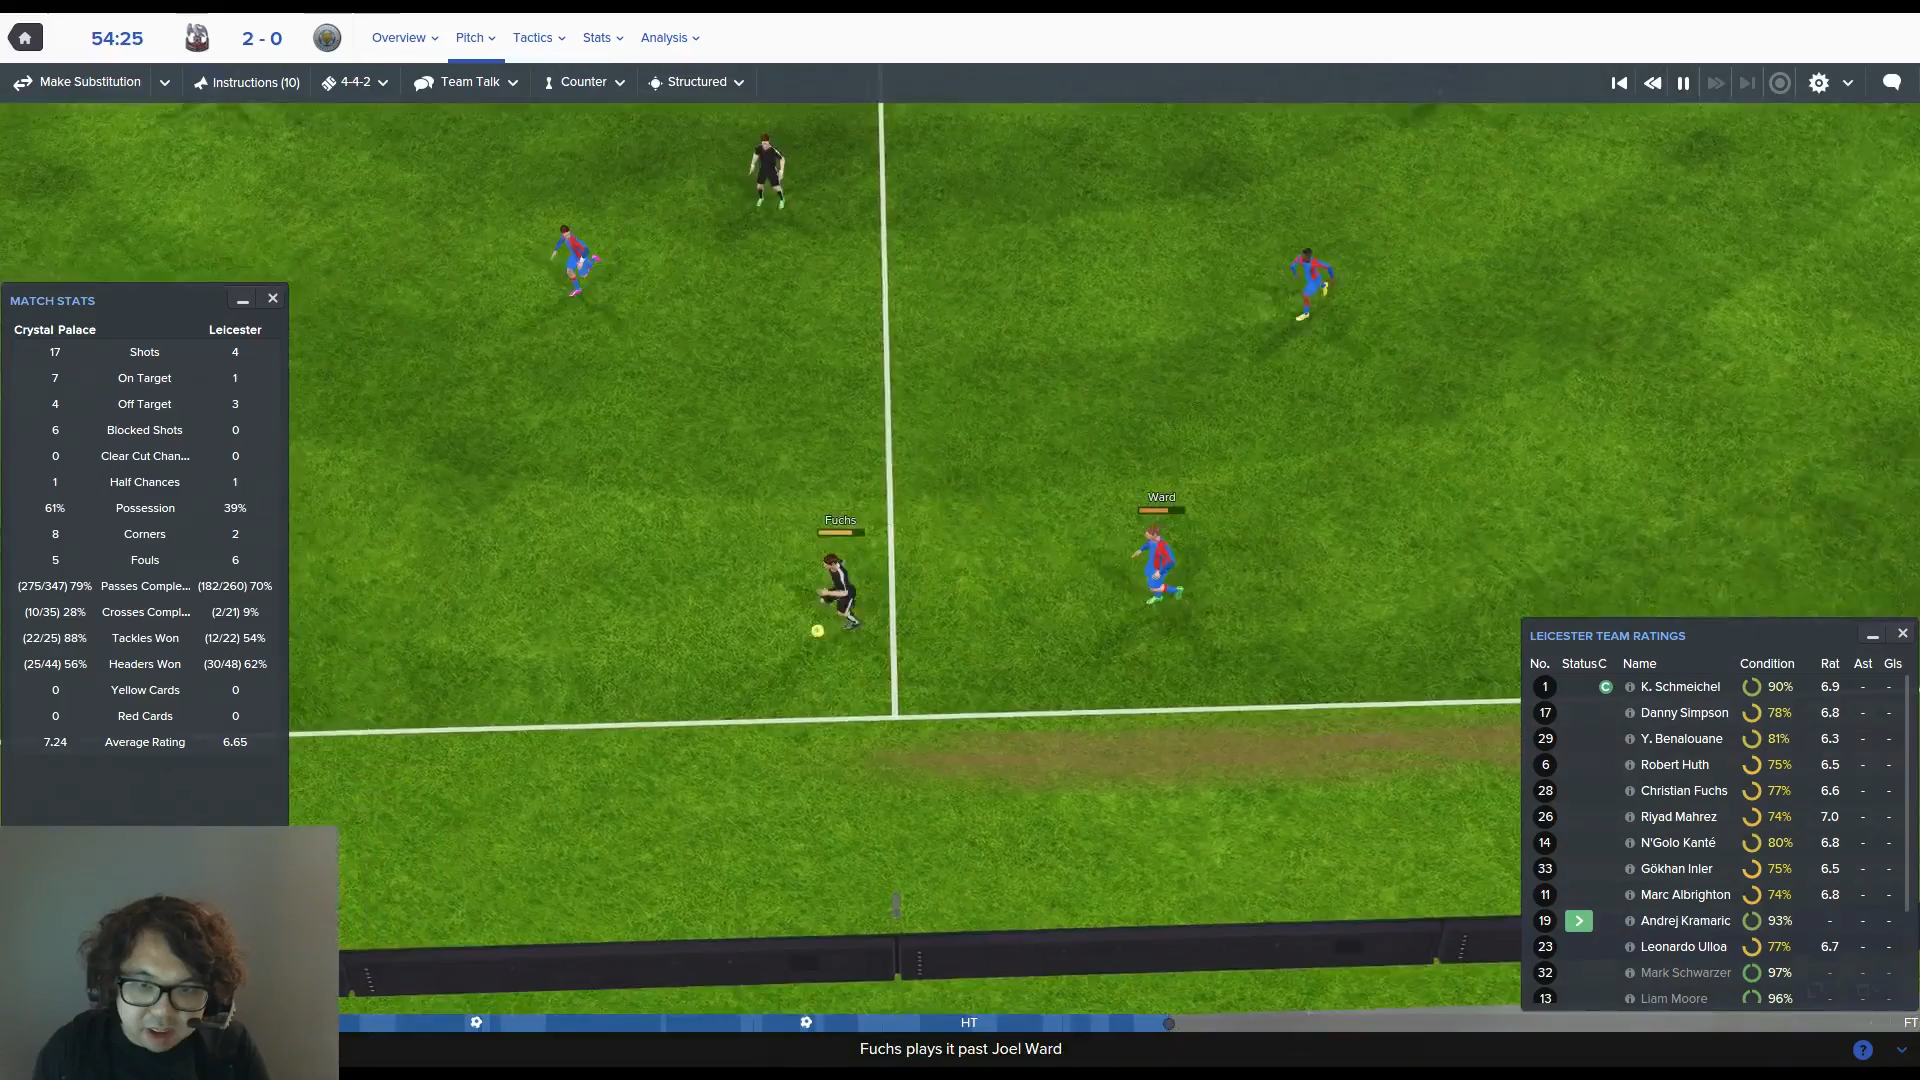 54:25 2 - 0 Overview Pitch Tactics Stats Analysis
Make Substitution Instructions (10) 4-4-2 Team Talk Counter Structured
MATCH STATS
Crystal Palace Leicester
17 Shots 4
7 On Target 1
4 Off Target 3
6 Blocked Shots 0
0 Clear Cut Chan... 0
1 Half Chances 1
61% Possession 39%
8 Corners 2
5 Fouls 6
(275/347) 79% Passes Comple... (182/260) 70%
(10/35) 28% Crosses Compl... (2/21) 9%
(22/25) 88% Tackles Won (12/22) 54%
(25/44) 56% Headers Won (30/48) 62%
0 Yellow Cards 0
0 Red Cards 0
7.24 Average Rating 6.65
Ward
Fuchs
LEICESTER TEAM RATINGS
No. Status C Name Condition Rat Ast Gls
1 C K. Schmeichel 90% 6.9 - -
17 Danny Simpson 78% 6.8 - -
29 Y. Benalouane 81% 6.3 - -
6 Robert Huth 75% 6.5 - -
28 Christian Fuchs 77% 6.6 - -
26 Riyad Mahrez 74% 7.0 - -
14 N'Golo Kanté 80% 6.8 - -
33 Gökhan Inler 75% 6.5 - -
11 Marc Albrighton 74% 6.8 - -
19 Andrej Kramaric 93% - - -
23 Leonardo Ulloa 77% 6.7 - -
32 Mark Schwarzer 97% - - -
13 Liam Moore 96% - - -
HT FT
Fuchs plays it past Joel Ward ?